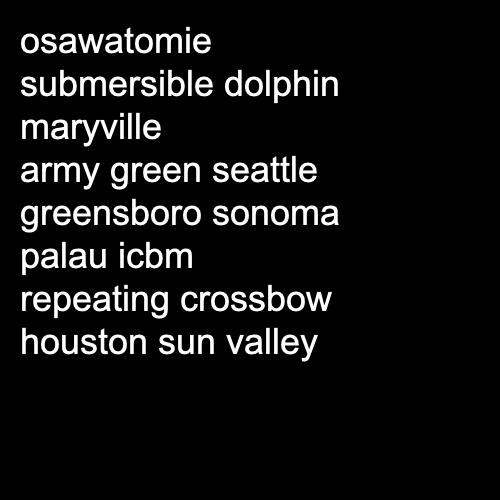 osawatomie
submersible dolphin
maryville
army green seattle
greensboro sonoma
palau icbm
repeating crossbow
houston sun valley